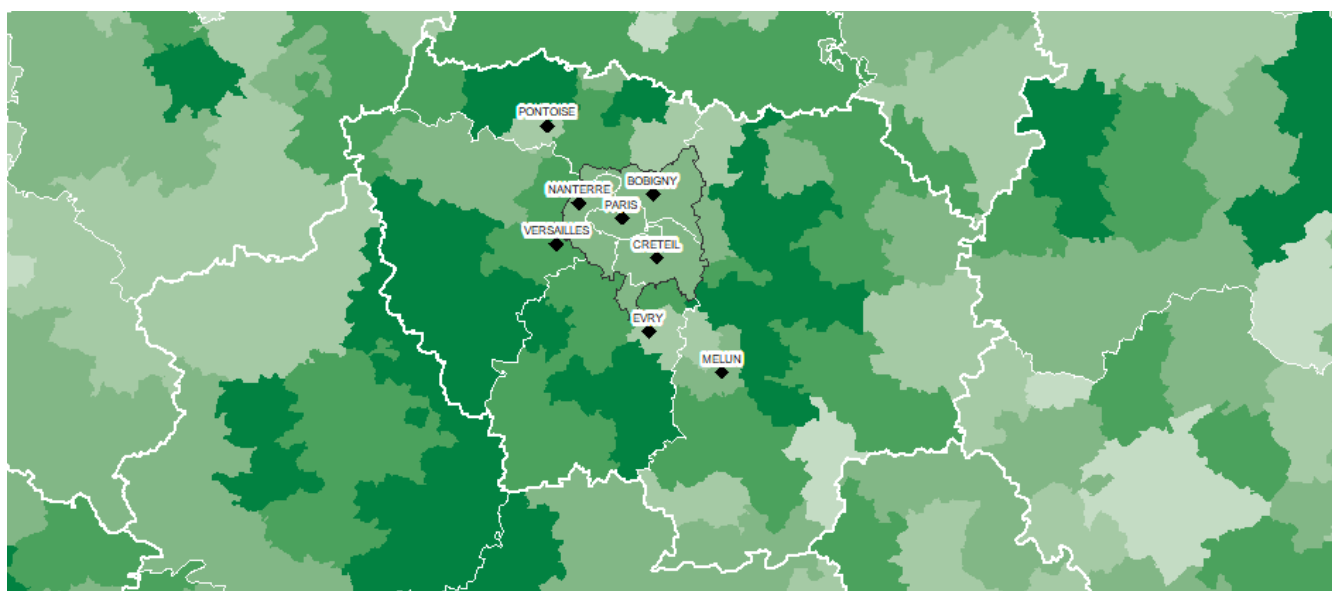 PONTOISE
BOBIGNY
NANTERRE
PARIS
VERSAILLES
CRETEIL
EVRY
MELUN